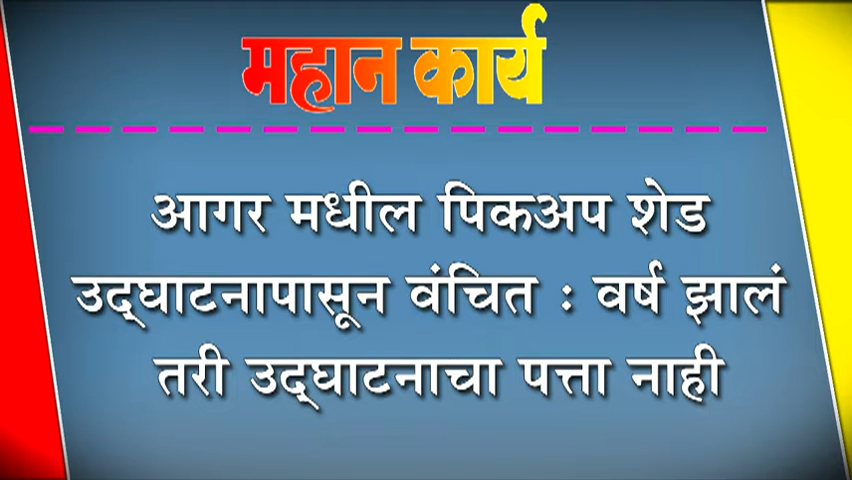 महान कार्य
आगर मधील पिकअप शेड
उद्‌घाटनापासून वंचित : वर्ष झालं
तरी उद्‌घाटनाचा पत्ता नाही